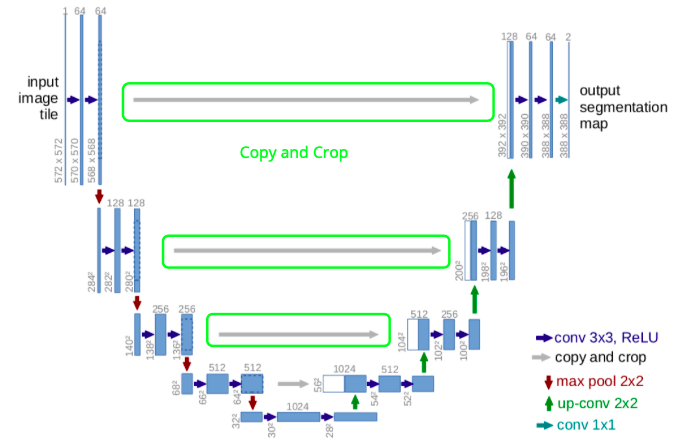 1 64 64
128 64 64 2
input
image
tile
output
segmentation
map
572 x 572
570 x 570
568 x 568
392 x 392
390 x 390
388 x 388
388 x 388
Copy and Crop
128 128
256 128
284²
282²
280²
200²
198²
196²
256 256
512 256
140²
138²
136²
104²
102²
100²
512 512
1024 512
68²
66²
64²
56²
54²
52²
1024
32²
30²
28²
conv 3x3, ReLU
copy and crop
max pool 2x2
up-conv 2x2
conv 1x1